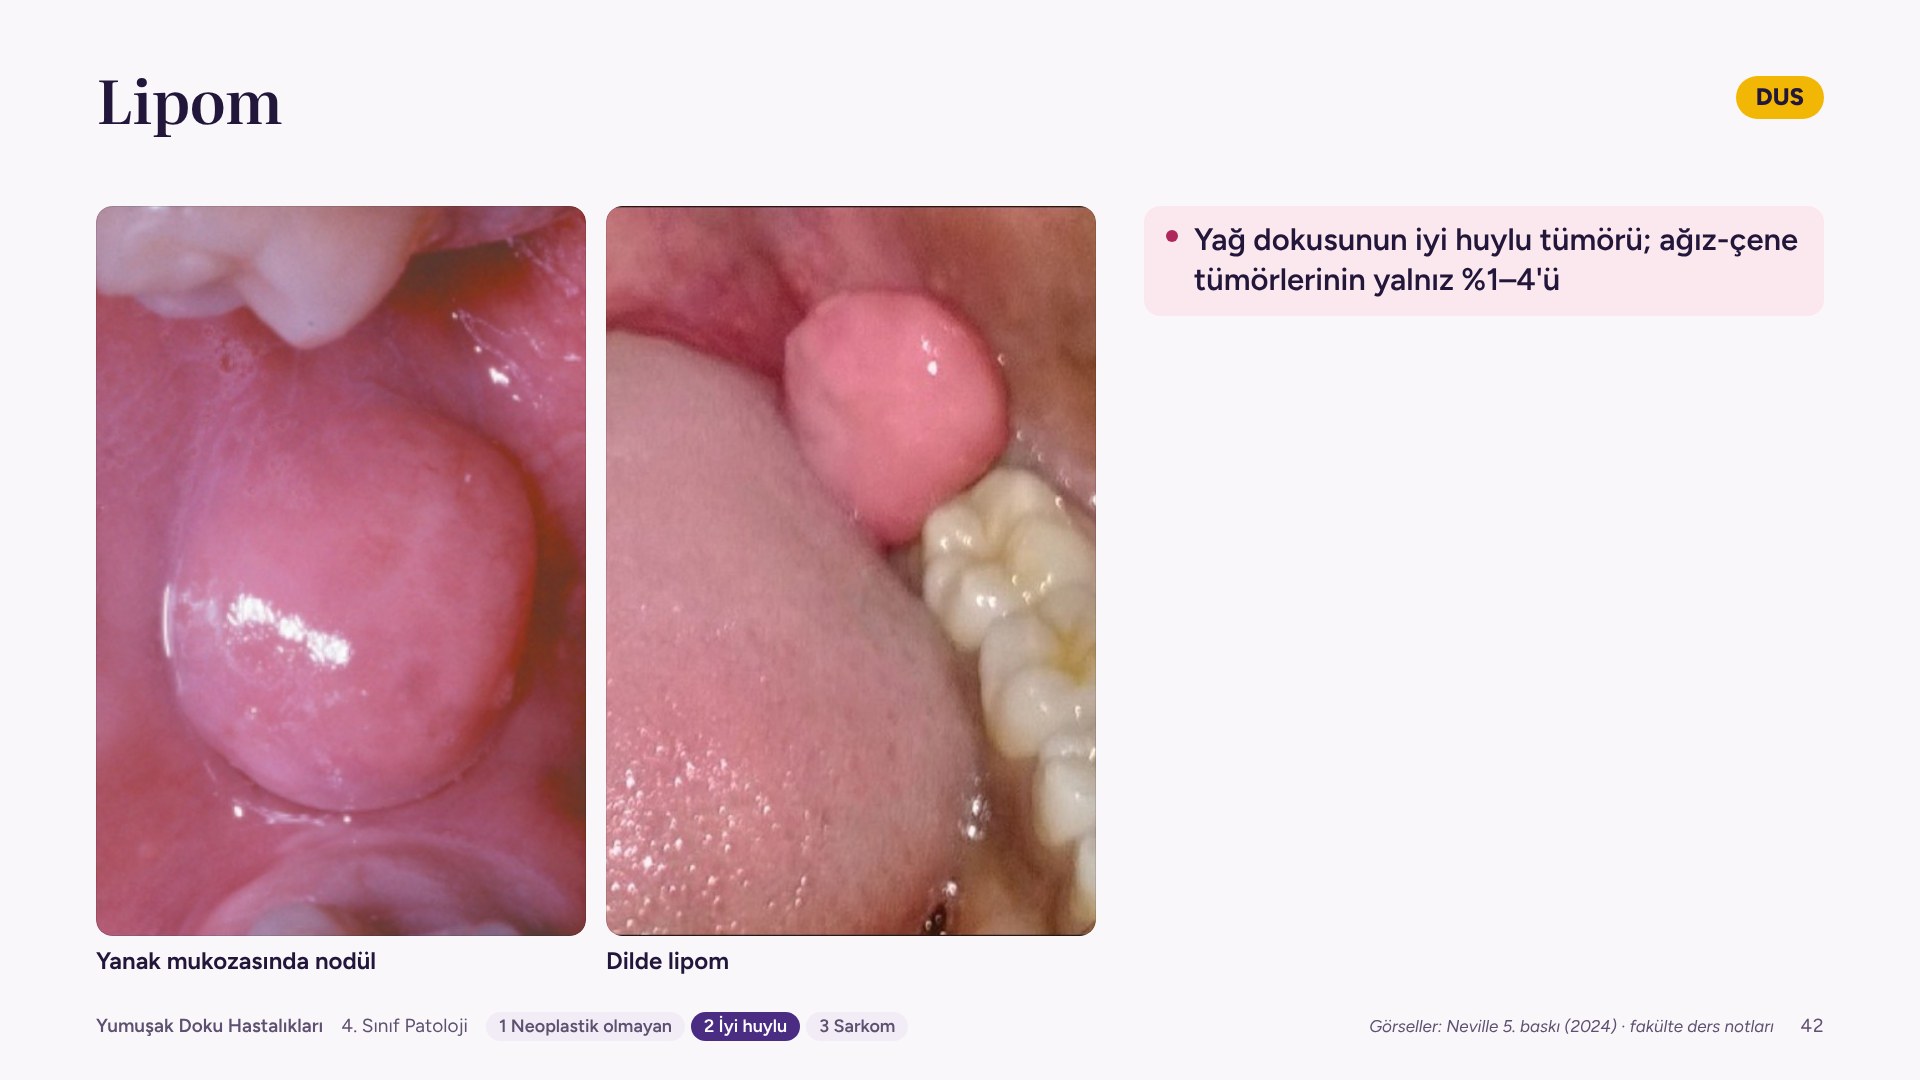 Lipom
DUS
Yağ dokusunun iyi huylu tümörü; ağız-çene
tümörlerinin yalnız %1–4'ü
Yanak mukozasında nodül
Dilde lipom
Yumuşak Doku Hastalıkları 4. Sınıf Patoloji 1 Neoplastik olmayan 2 İyi huylu 3 Sarkom
Görseller: Neville 5. baskı (2024) · fakülte ders notları 42